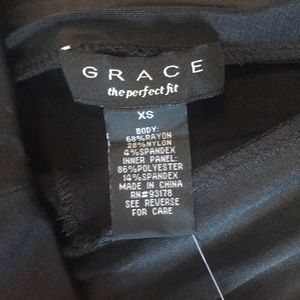 GRACE
the perfect fit
XS
BODY:
68%RAYON
28%NYLON
4%SPANDEX
INNER PANEL:
86%POLYESTER
14%SPANDEX
MADE IN CHINA
RN#93178
SEE REVERSE
FOR CARE